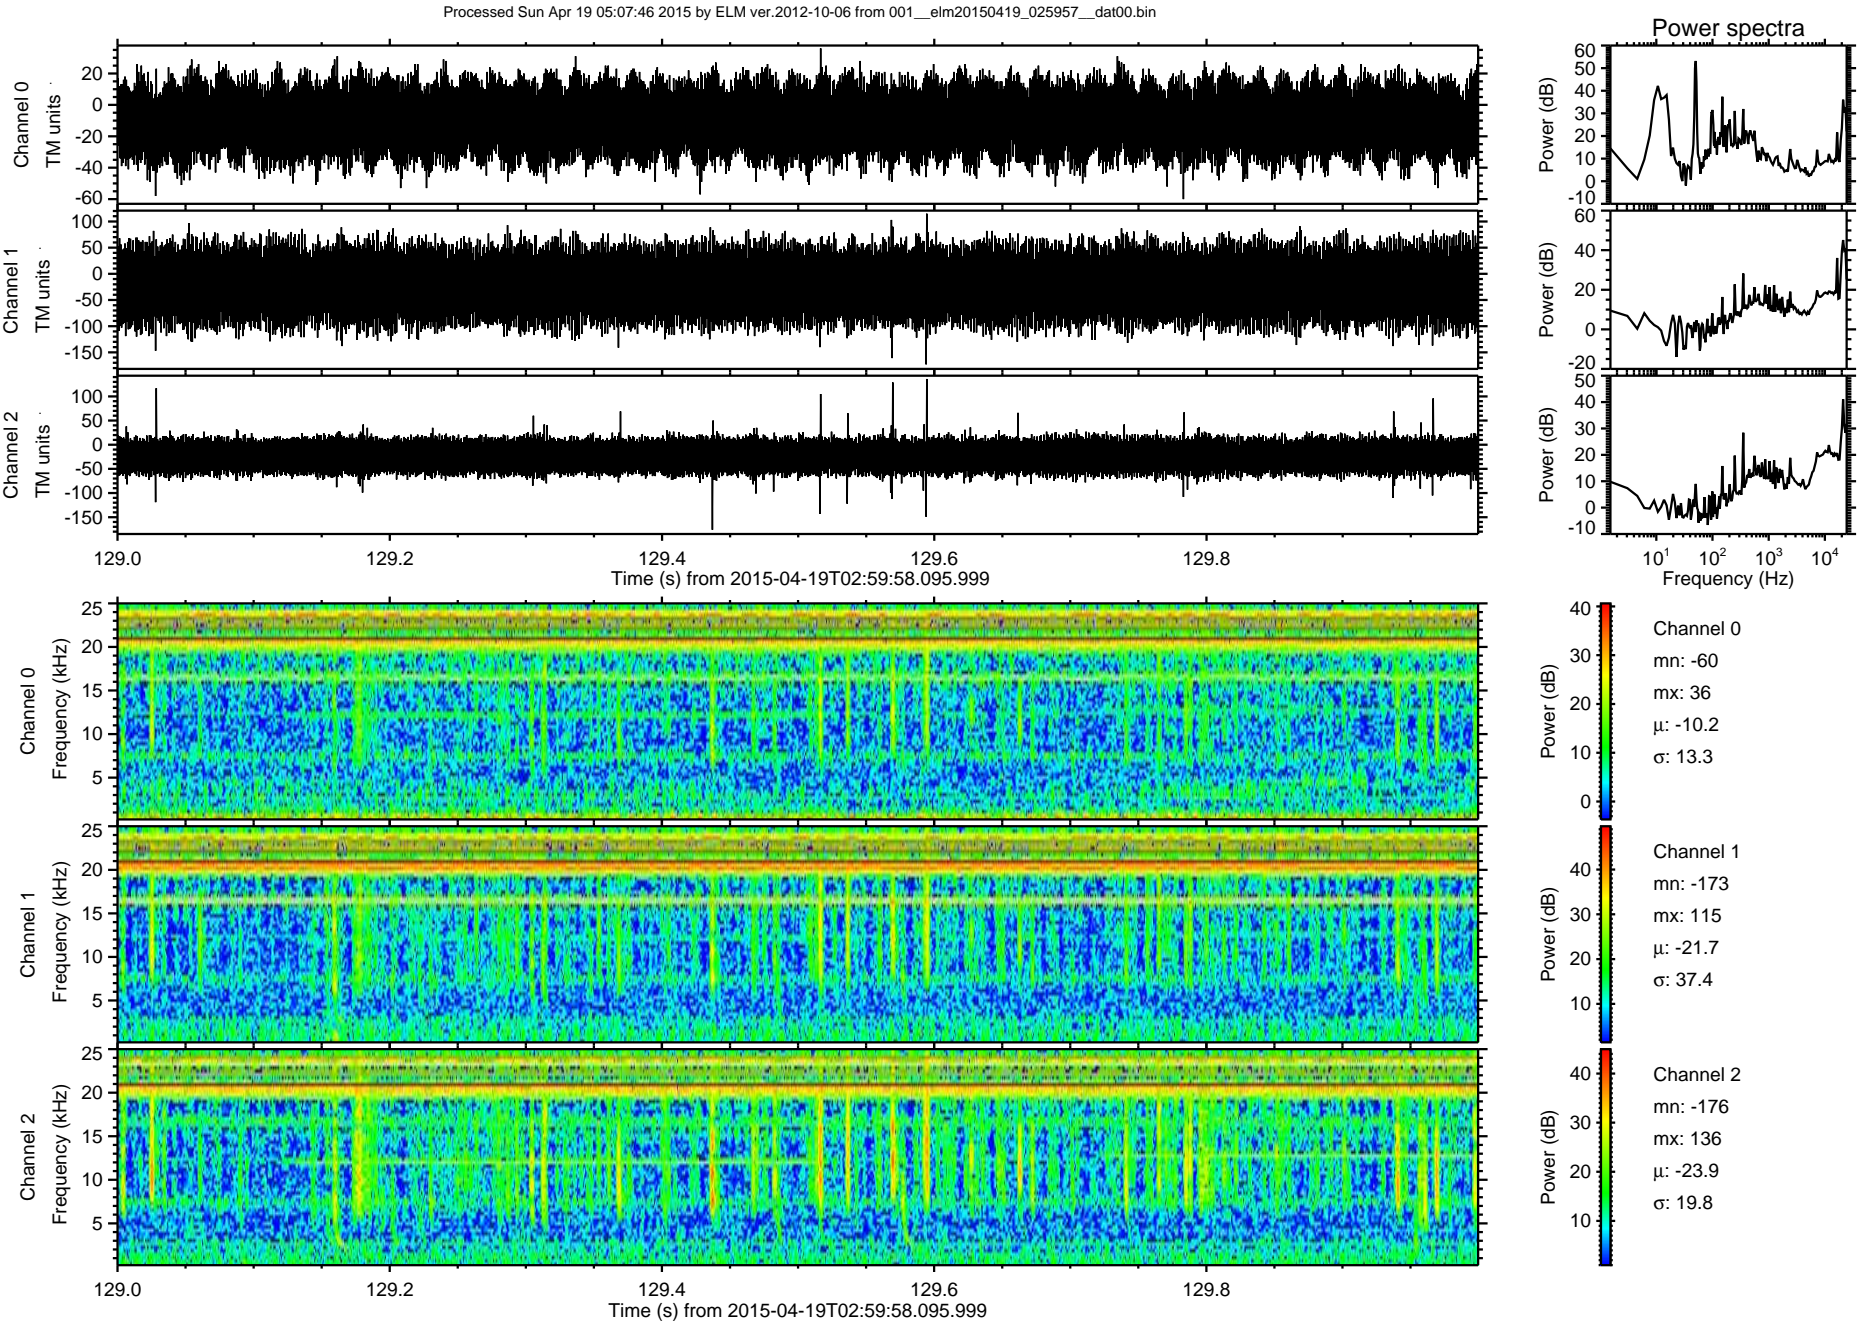 Processed Sun Apr 19 05:07:46 2015 by ELM ver.2012-10-06 from 001__elm20150419_025957__dat00.bin
Channel 0
TM units
20
0
-20
-40
-60
Channel 1
TM units
100
50
0
-50
-100
-150
Channel 2
TM units
100
50
0
-50
-100
-150
129.0 129.2 129.4 129.6 129.8
Time (s) from 2015-04-19T02:59:58.095.999
Power spectra
Power (dB)
60
50
40
30
20
10
0
-10
Power (dB)
60
40
20
0
-20
Power (dB)
50
40
30
20
10
0
-10
10^1 10^2 10^3 10^4
Frequency (Hz)
Channel 0
Frequency (kHz)
25
20
15
10
5
Power (dB)
40
30
20
10
0
Channel 0
mn: -60
mx: 36
μ: -10.2
σ: 13.3
Channel 1
Frequency (kHz)
25
20
15
10
5
Power (dB)
40
30
20
10
Channel 1
mn: -173
mx: 115
μ: -21.7
σ: 37.4
Channel 2
Frequency (kHz)
25
20
15
10
5
Power (dB)
40
30
20
10
Channel 2
mn: -176
mx: 136
μ: -23.9
σ: 19.8
129.0 129.2 129.4 129.6 129.8
Time (s) from 2015-04-19T02:59:58.095.999